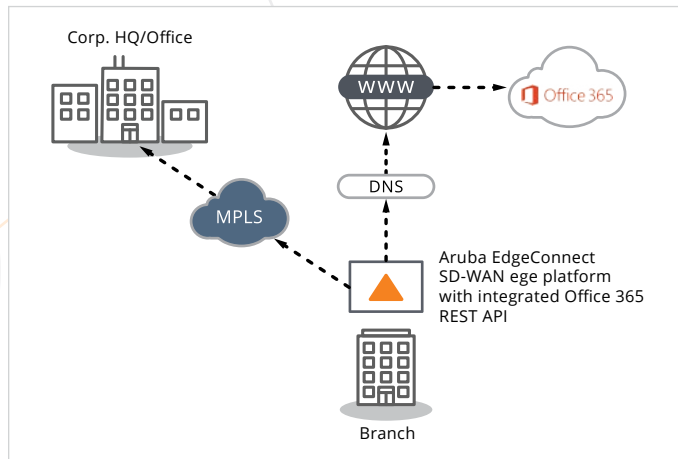 Corp. HQ/Office
WWW
Office 365
DNS
MPLS
Aruba EdgeConnect
SD-WAN ege platform
with integrated Office 365
REST API
Branch